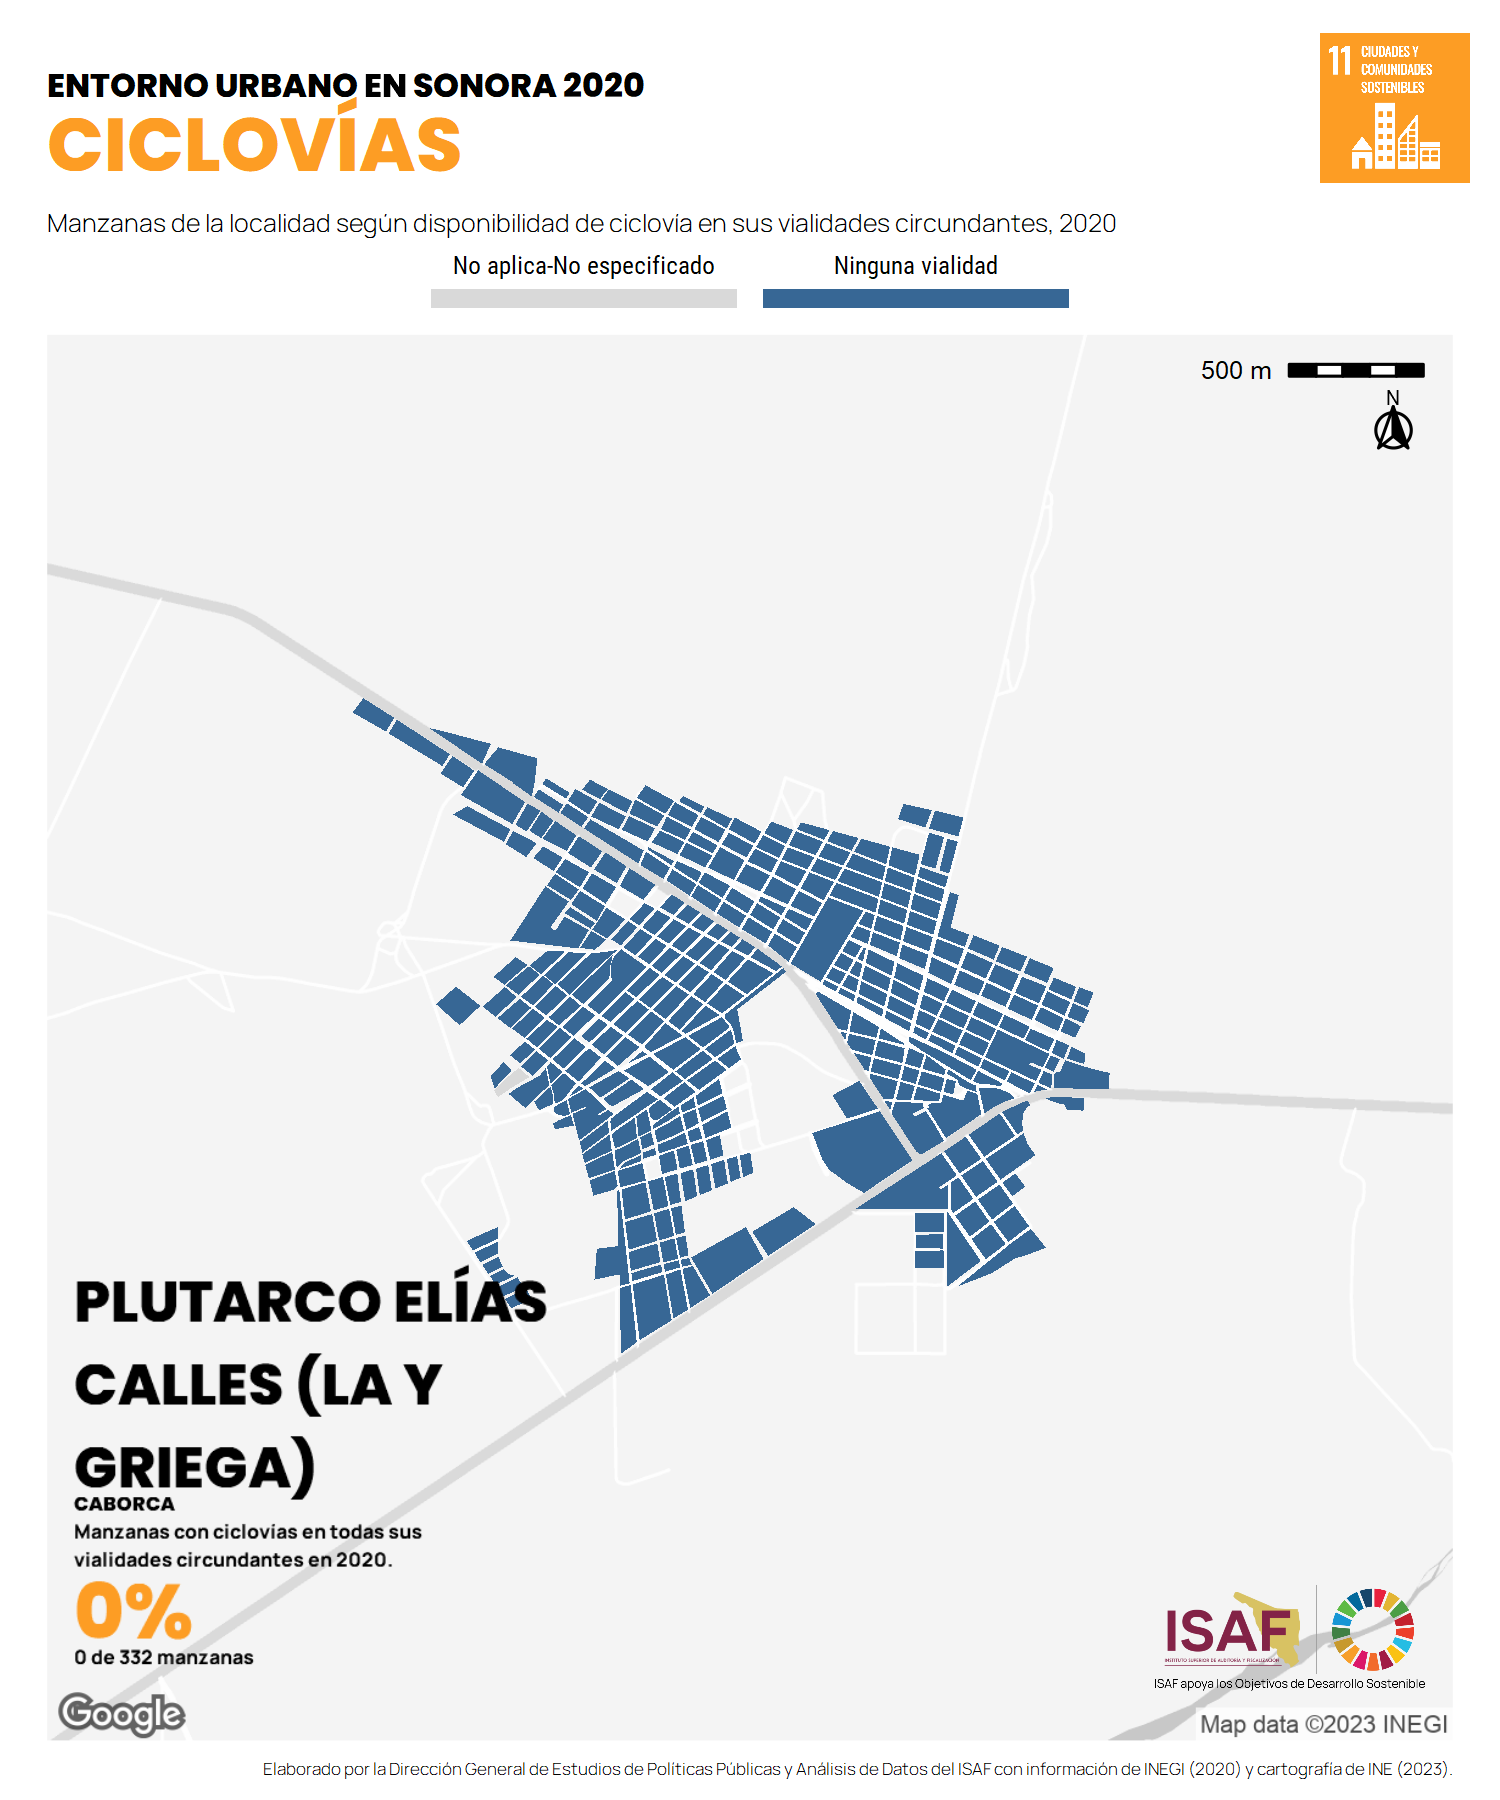 11 CIUDADES Y
COMUNIDADES
SOSTENIBLES
ENTORNO URBANO EN SONORA 2020
CICLOVÍAS
Manzanas de la localidad según disponibilidad de ciclovía en sus vialidades circundantes, 2020
No aplica-No especificado Ninguna vialidad
500 m
N
PLUTARCO ELÍAS
CALLES (LA Y
GRIEGA)
CABORCA
Manzanas con ciclovias en todas sus
vialidades circundantes en 2020.
0%
0 de 332 manzanas
ISAF
INSTITUTO SUPERIOR DE AUDITORÍA Y FISCALIZACIÓN
ISAF apoya los Objetivos de Desarrollo Sostenible
Google
Map data ©2023 INEGI
Elaborado por la Dirección General de Estudios de Políticas Públicas y Análisis de Datos del ISAF con información de INEGI (2020) y cartografía de INE (2023).